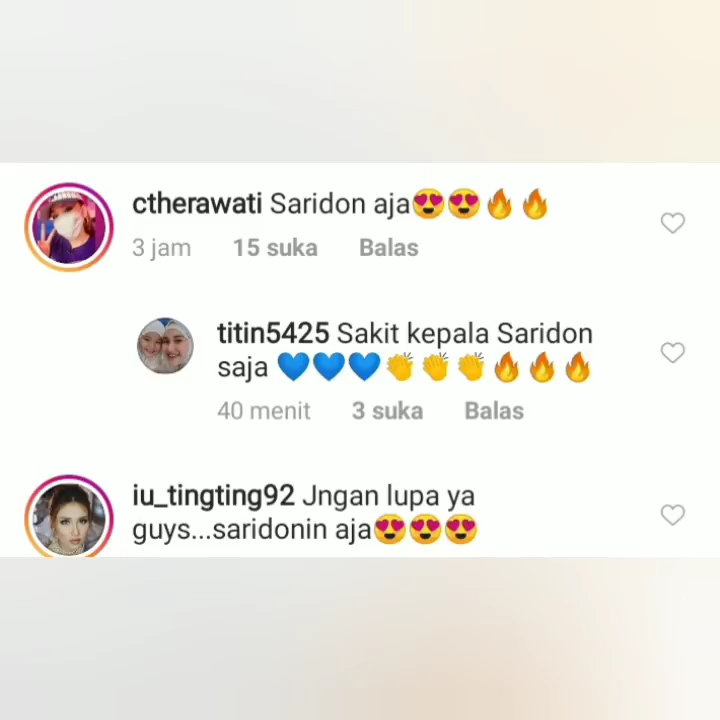 ctherawati Saridon aja😍😍🔥🔥
3 jam 15 suka Balas
titin5425 Sakit kepala Saridon
saja 💙💙💙👏👏👏🔥🔥🔥
40 menit 3 suka Balas
iu_tingting92 Jngan lupa ya
guys...saridonin aja😍😍😍